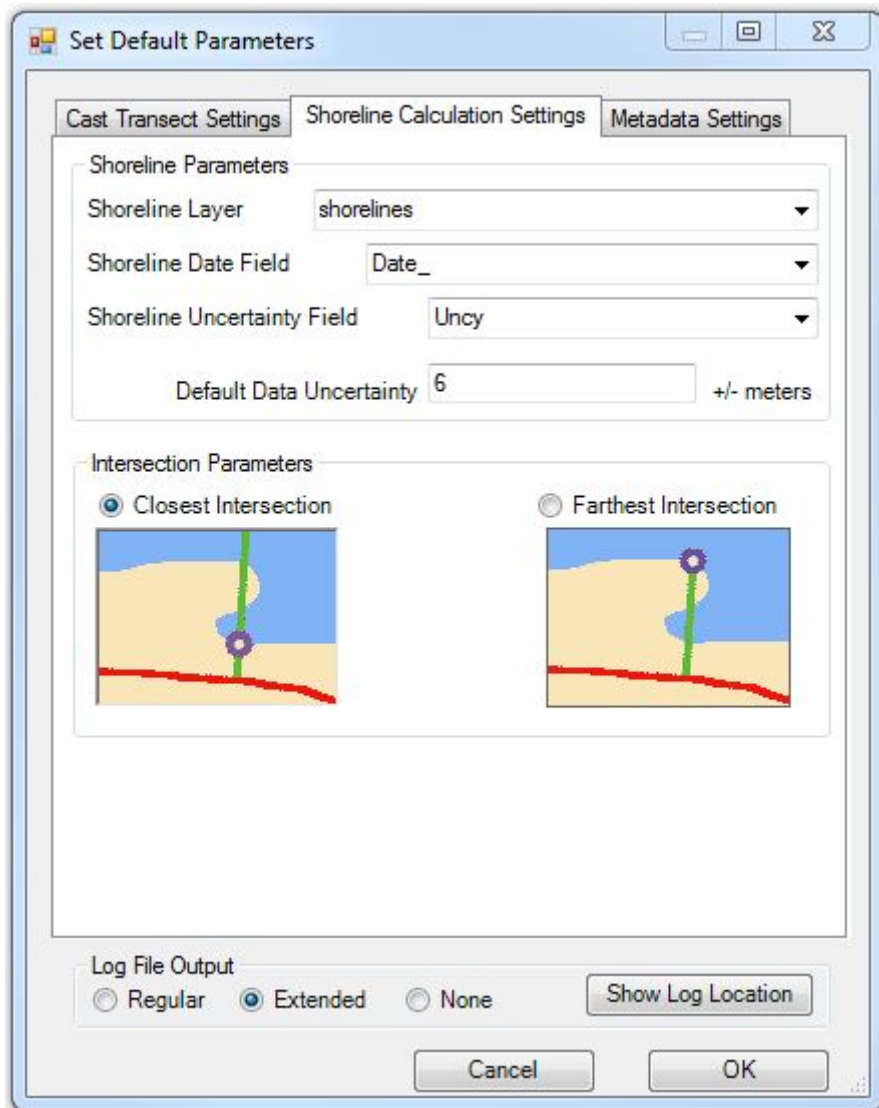 Set Default Parameters
Cast Transect Settings Shoreline Calculation Settings Metadata Settings
Shoreline Parameters
Shoreline Layer shorelines
Shoreline Date Field Date_
Shoreline Uncertainty Field Uncy
Default Data Uncertainty 6 +/- meters
Intersection Parameters
Closest Intersection Farthest Intersection
Log File Output
Regular Extended None Show Log Location
Cancel OK